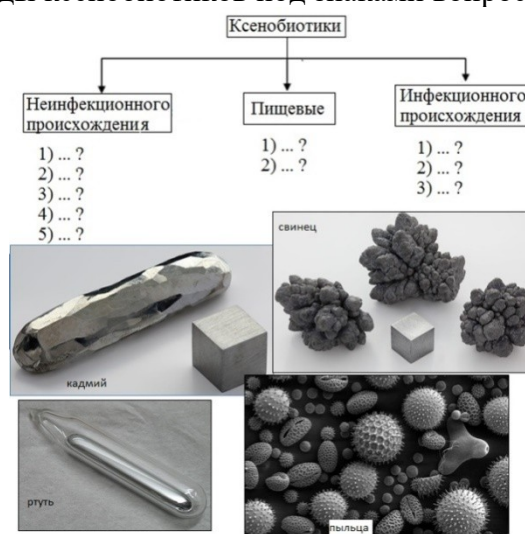 Ксенобиотики
Неинфекционного
происхождения
1) ... ?
2) ... ?
3) ... ?
4) ... ?
5) ... ?
Пищевые
1) ... ?
2) ... ?
Инфекционного
происхождения
1) ... ?
2) ... ?
3) ... ?
свинец
кадмий
ртуть
пыльца